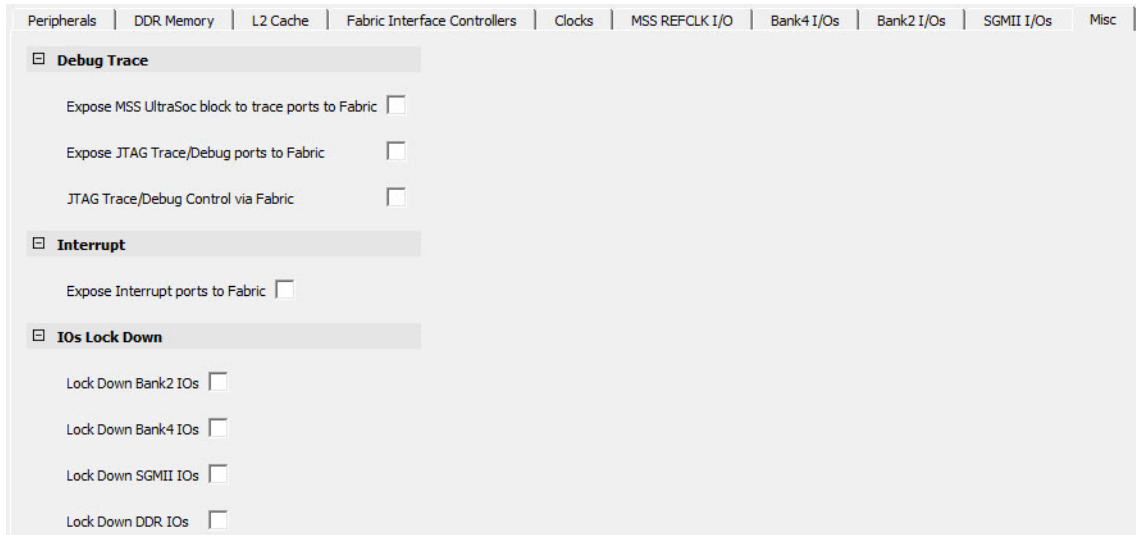 Peripherals DDR Memory L2 Cache Fabric Interface Controllers Clocks MSS REFCLK I/O Bank4 I/Os Bank2 I/Os SGMII I/Os Misc
Debug Trace
Expose MSS UltraSoc block to trace ports to Fabric
Expose JTAG Trace/Debug ports to Fabric
JTAG Trace/Debug Control via Fabric
Interrupt
Expose Interrupt ports to Fabric
IOs Lock Down
Lock Down Bank2 IOs
Lock Down Bank4 IOs
Lock Down SGMII IOs
Lock Down DDR IOs